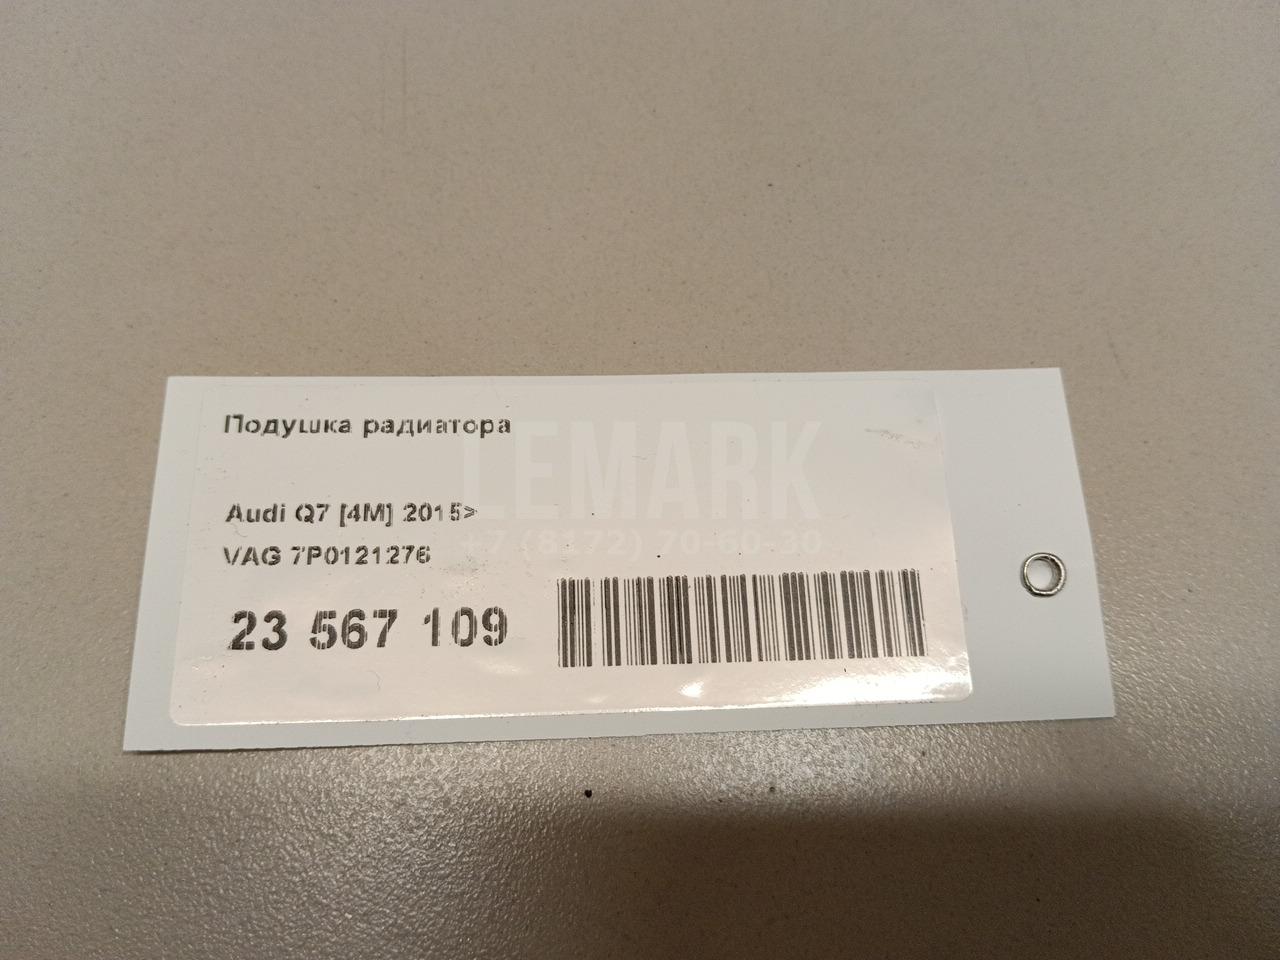 Подушка радиатора
LEMARK
Audi Q7 [4M] 2015>
+7 (8172) 70-60-30
VAG 7P0121276
23 567 109